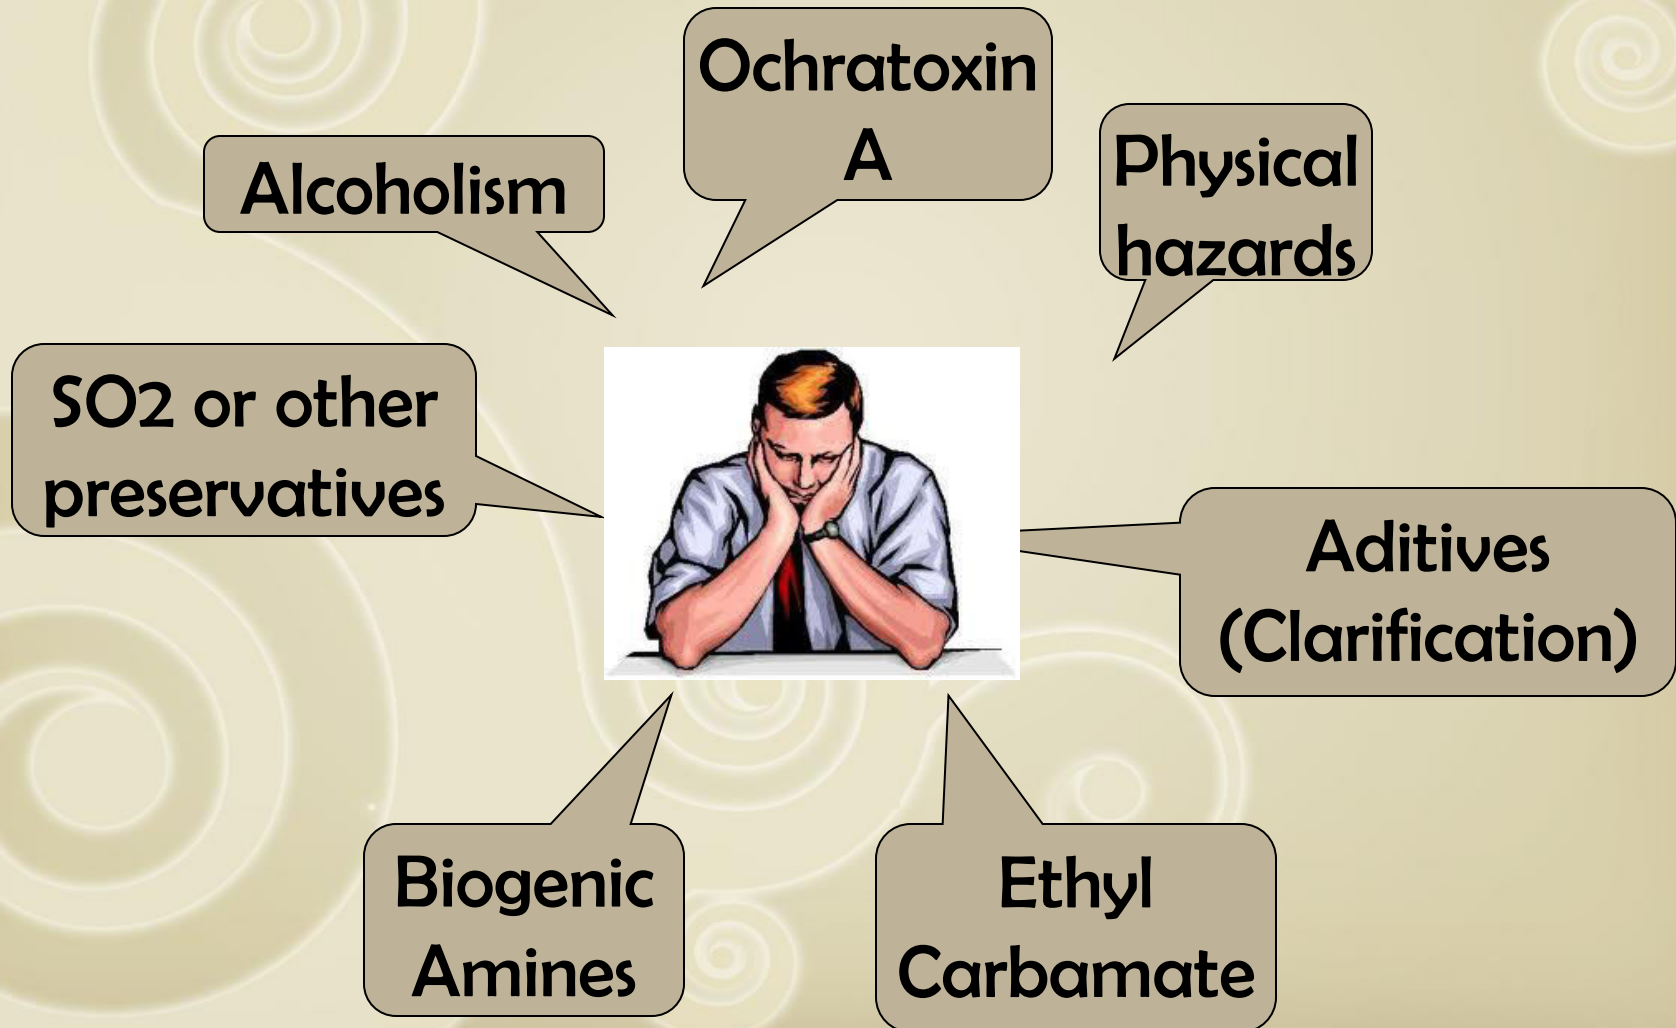 Ochratoxin
A
Alcoholism
Physical
hazards
SO2 or other
preservatives
Aditives
(Clarification)
Biogenic
Amines
Ethyl
Carbamate